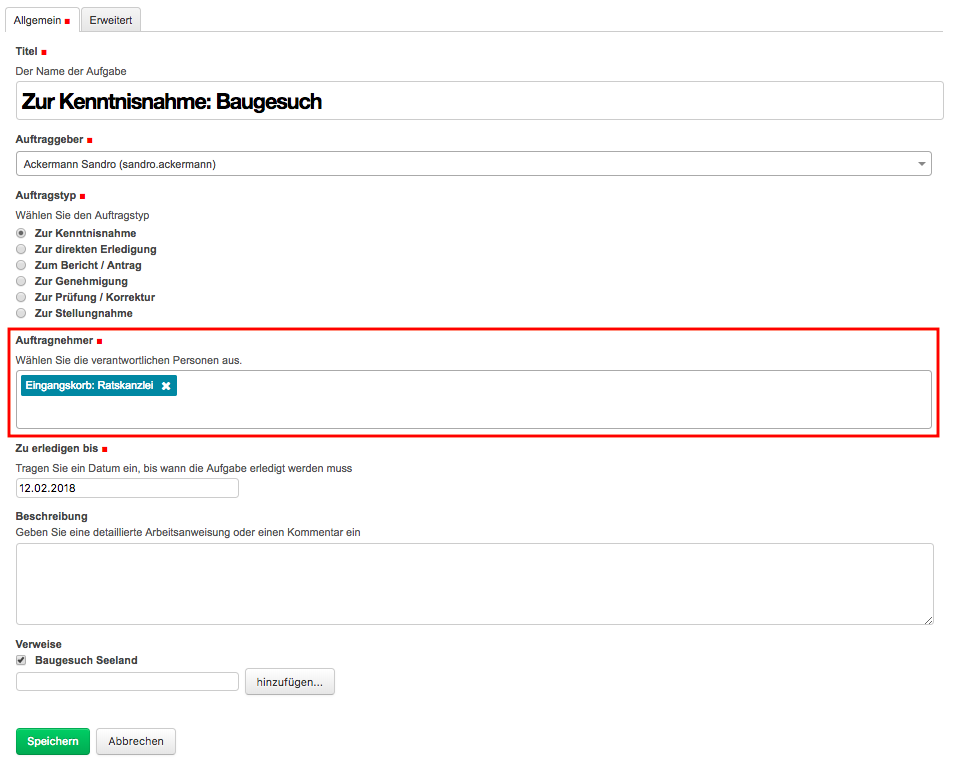 Allgemein
Erweitert
Titel
Der Name der Aufgabe
Zur Kenntnisnahme: Baugesuch
Auftraggeber
Ackermann Sandro (sandro.ackermann)
Auftragstyp
Wählen Sie den Auftragstyp
Zur Kenntnisnahme
Zur direkten Erledigung
Zum Bericht / Antrag
Zur Genehmigung
Zur Prüfung / Korrektur
Zur Stellungnahme
Auftragnehmer
Wählen Sie die verantwortlichen Personen aus.
Eingangskorb: Ratskanzlei
Zu erledigen bis
Tragen Sie ein Datum ein, bis wann die Aufgabe erledigt werden muss
12.02.2018
Beschreibung
Geben Sie eine detaillierte Arbeitsanweisung oder einen Kommentar ein
Verweise
Baugesuch Seeland
hinzufügen...
Speichern
Abbrechen